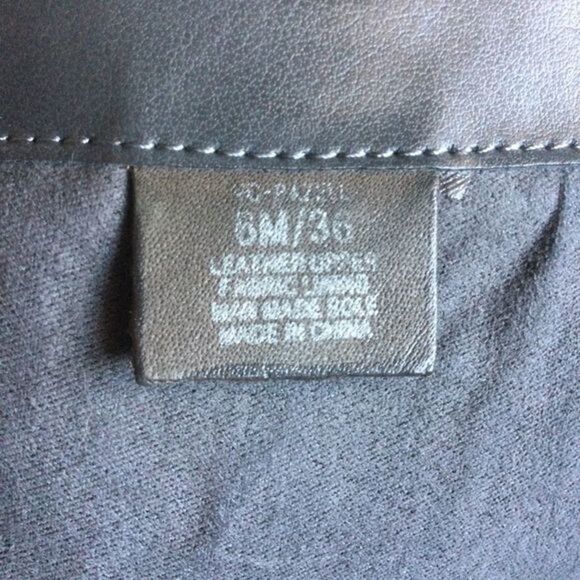 6M/36
LEATHER UPPER
FABRIC LINING
MAN MADE SOLE
MADE IN CHINA